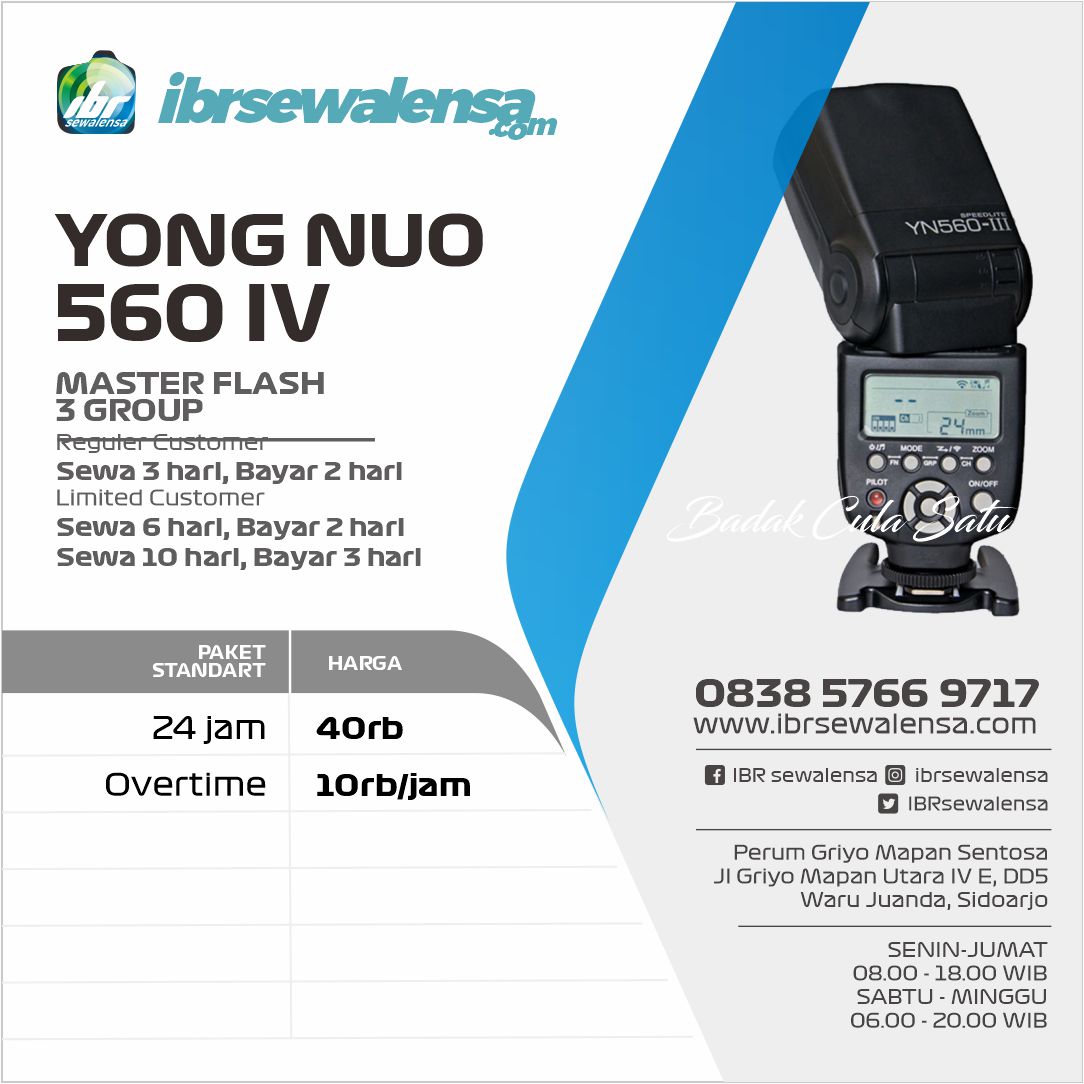 ibr
sewalensa
ibrsewalensa
.com
YONG NUO
560 IV
MASTER FLASH
3 GROUP
Reguler Customer
Sewa 3 hari, Bayar 2 hari
Limited Customer
Sewa 6 hari, Bayar 2 hari
Sewa 10 hari, Bayar 3 hari
PAKET
STANDART
HARGA
24 jam
40rb
Overtime
10rb/jam
SPEEDLITE
YN560-III
Zoom
Ch
24mm
MODE
ZOOM
FN
GRP
CH
PILOT
ON/OFF
Badak Cula Satu
0838 5766 9717
www.ibrsewalensa.com
IBR sewalensa
ibrsewalensa
IBRsewalensa
Perum Griyo Mapan Sentosa
Jl Griyo Mapan Utara IV E, DD5
Waru Juanda, Sidoarjo
SENIN-JUMAT
08.00 - 18.00 WIB
SABTU - MINGGU
06.00 - 20.00 WIB